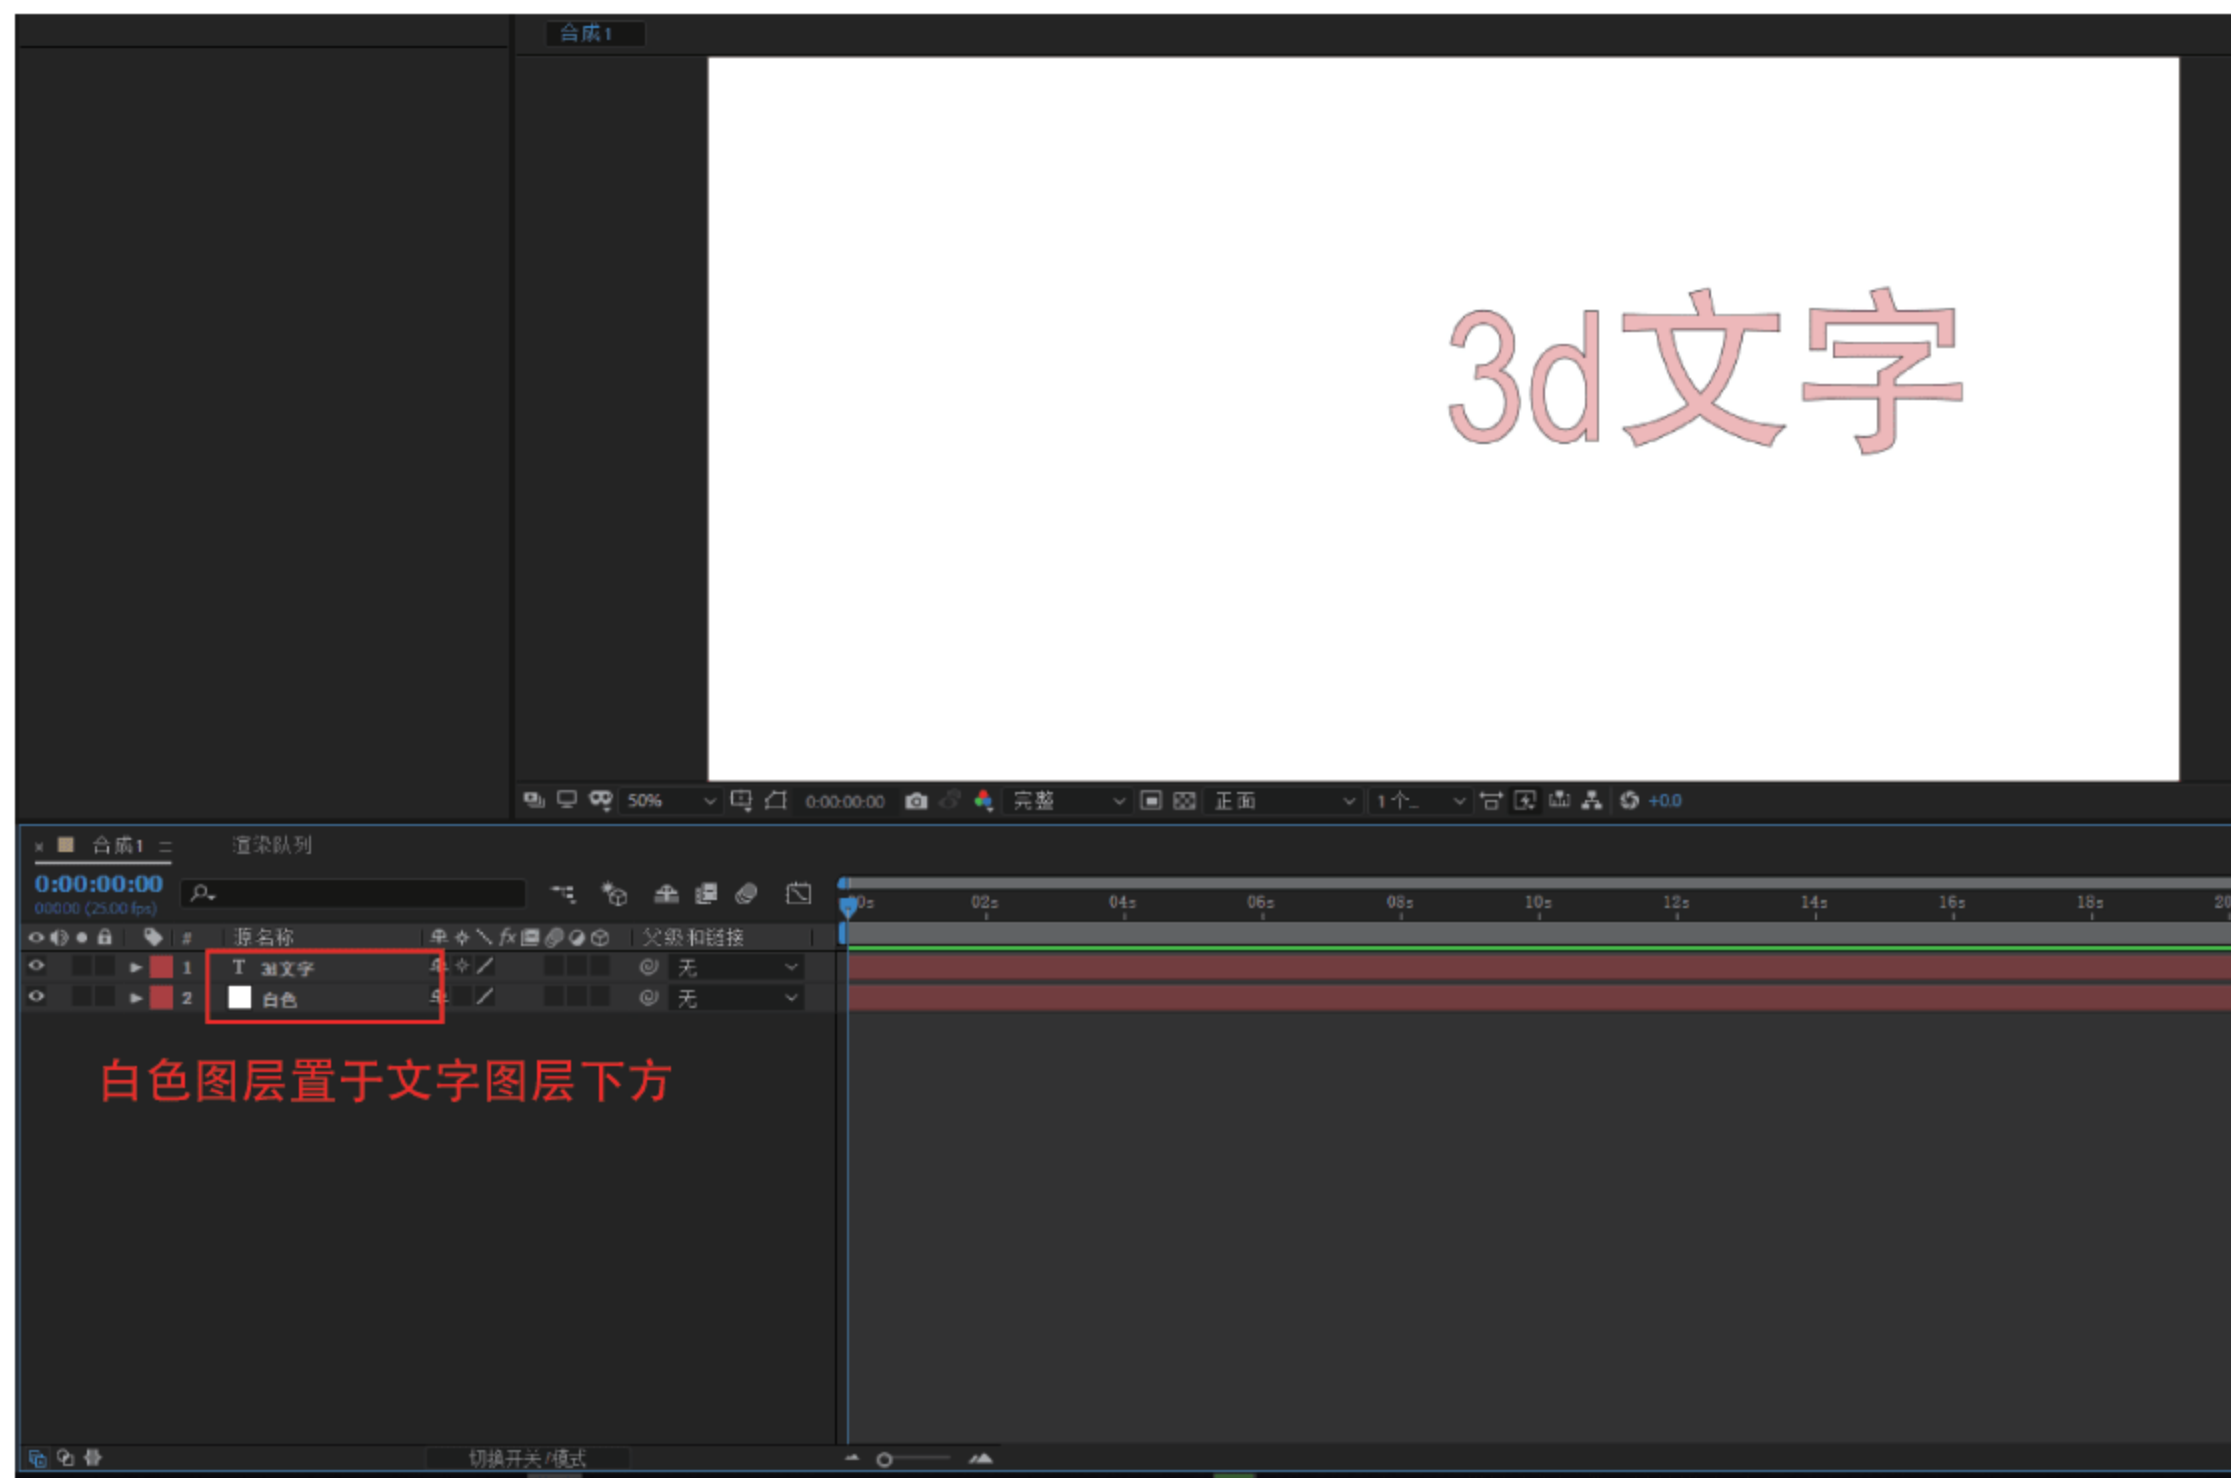 合成1
3d文字
50%
0:00:00:00
完整
正面
1个…
+0.0
合成1
渲染队列
0:00:00:00
00000 (25.00 fps)
00s 02s 04s 06s 08s 10s 12s 14s 16s 18s 20
# 源名称 fx 父级和链接
1 T 3d文字 无
2 白色 无
白色图层置于文字图层下方
切换开关/模式